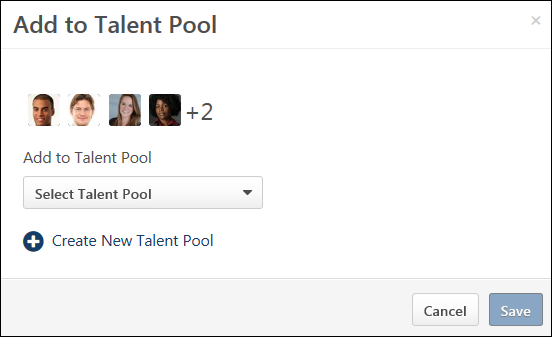 Add to Talent Pool
×
+2
Add to Talent Pool
Select Talent Pool
Create New Talent Pool
Cancel Save